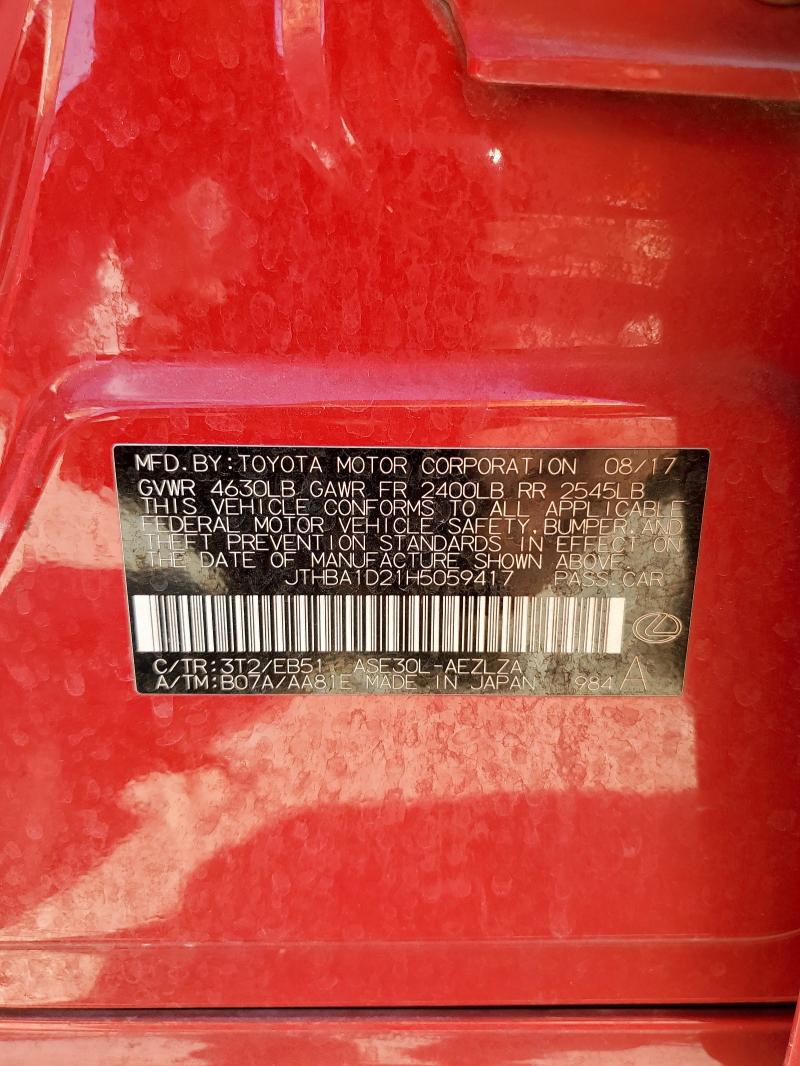 MFD.BY:TOYOTA MOTOR CORPORATION 08/17
GVWR 4630LB GAWR FR 2400LB RR 2545LB
THIS VEHICLE CONFORMS TO ALL APPLICABLE
FEDERAL MOTOR VEHICLE SAFETY,BUMPER,AND
THEFT PREVENTION STANDARDS IN EFFECT ON
THE DATE OF MANUFACTURE SHOWN ABOVE.
JTHBA1D21H5059417 PASS.CAR
C/TR:3T2/EB51 ASE30L-AEZLZA
A/TM:B07A/AA81E MADE IN JAPAN 984 A